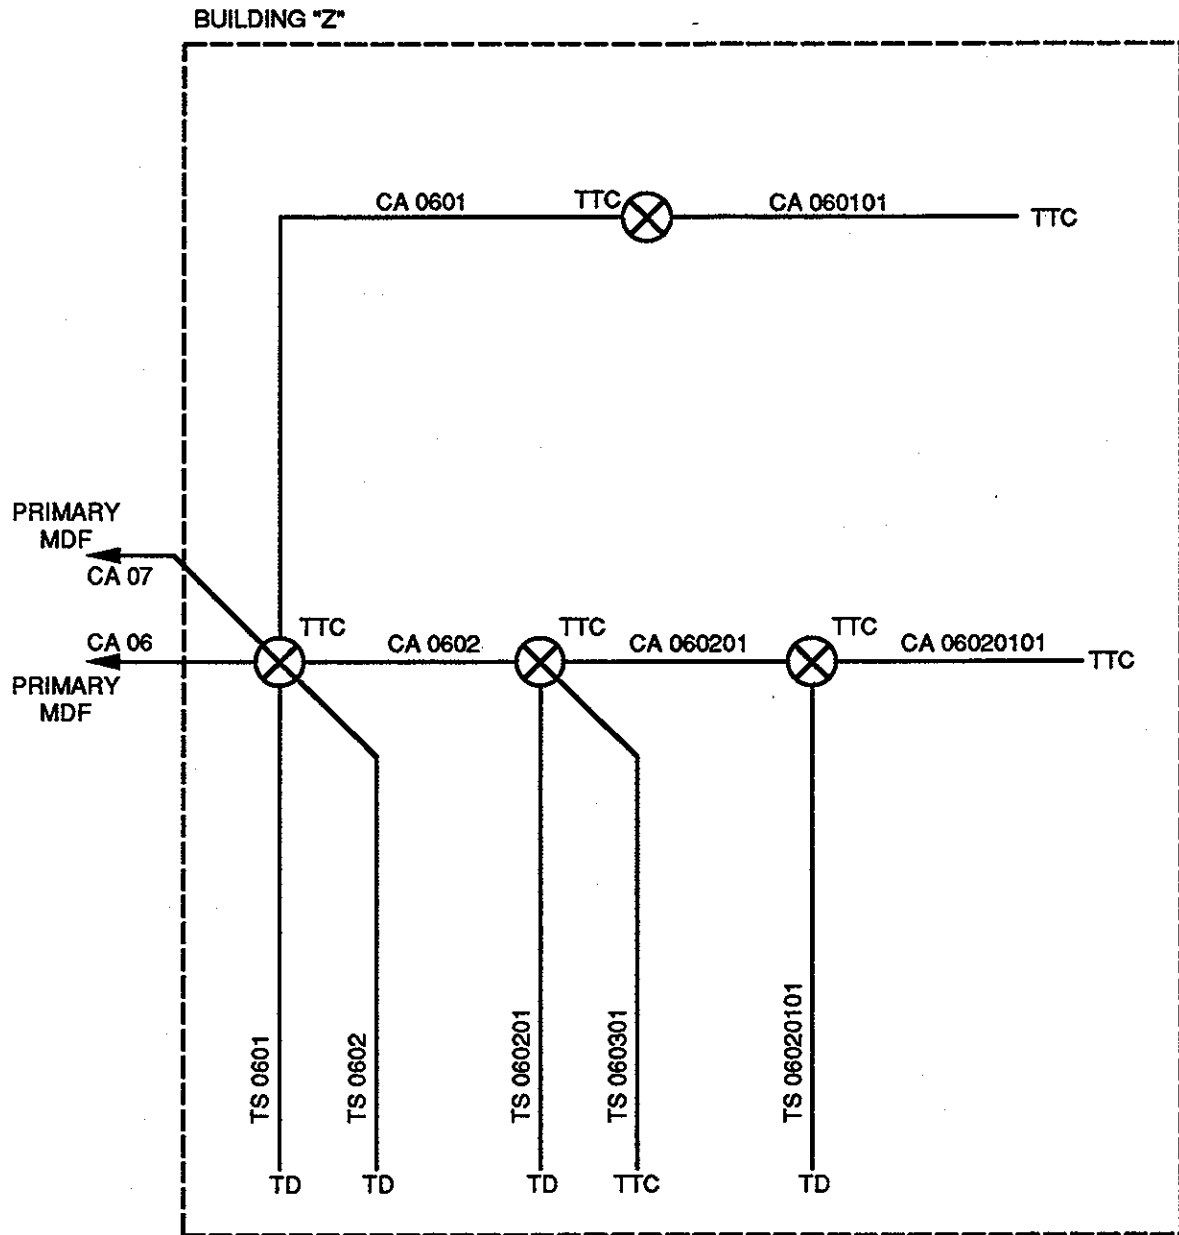 BUILDING "Z"
CA 0601
TTC
CA 060101
TTC
PRIMARY
MDF
CA 07
CA 06
PRIMARY
MDF
TTC
CA 0602
TTC
CA 060201
TTC
CA 06020101
TTC
TS 0601
TS 0602
TS 060201
TS 060301
TS 06020101
TD
TD
TD
TTC
TD